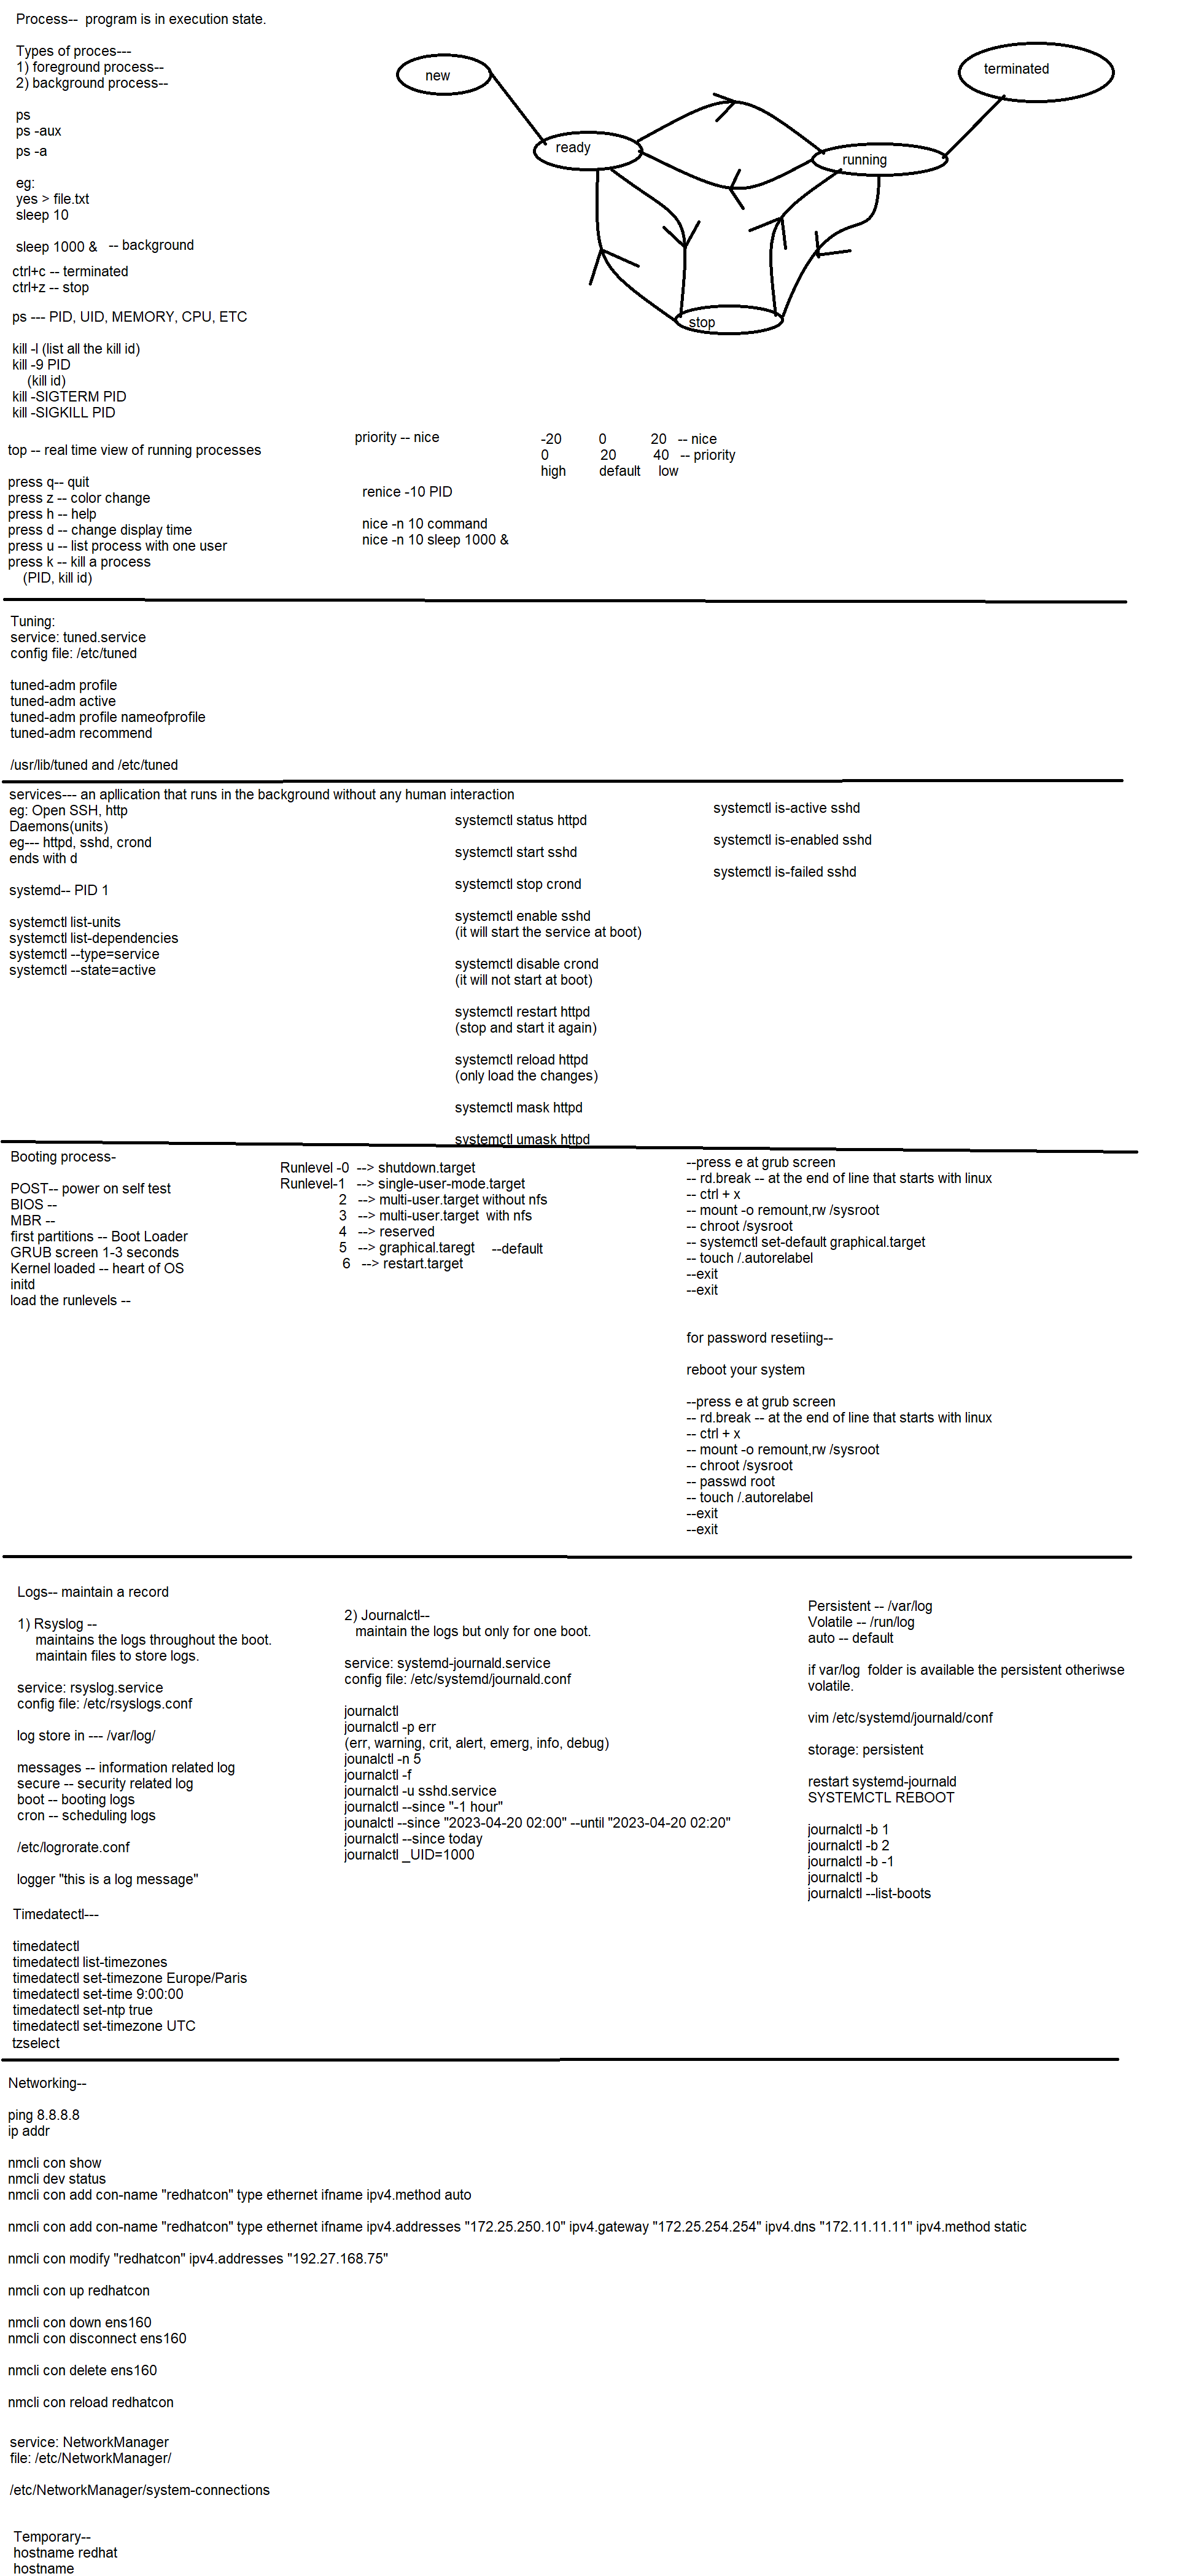 Process--  program is in execution state.
Types of proces---
1) foreground process--
2) background process--
ps
ps -aux
ps -a
eg:
yes > file.txt
sleep 10
sleep 1000 &   -- background
ctrl+c -- terminated
ctrl+z -- stop
ps --- PID, UID, MEMORY, CPU, ETC
kill -l (list all the kill id)
kill -9 PID
(kill id)
kill -SIGTERM PID
kill -SIGKILL PID
new
ready
running
terminated
stop
top -- real time view of running processes
press q-- quit
press z -- color change
press h -- help
press d -- change display time
press u -- list process with one user
press k -- kill a process
(PID, kill id)
priority -- nice
-20 0 20 -- nice
0 20 40 -- priority
high default low
renice -10 PID
nice -n 10 command
nice -n 10 sleep 1000 &
Tuning:
service: tuned.service
config file: /etc/tuned
tuned-adm profile
tuned-adm active
tuned-adm profile nameofprofile
tuned-adm recommend
/usr/lib/tuned and /etc/tuned
services--- an apllication that runs in the background without any human interaction
eg: Open SSH, http
Daemons(units)
eg--- httpd, sshd, crond
ends with d
systemd-- PID 1
systemctl list-units
systemctl list-dependencies
systemctl --type=service
systemctl --state=active
systemctl status httpd
systemctl start sshd
systemctl stop crond
systemctl enable sshd
(it will start the service at boot)
systemctl disable crond
(it will not start at boot)
systemctl restart httpd
(stop and start it again)
systemctl reload httpd
(only load the changes)
systemctl mask httpd
systemctl umask httpd
systemctl is-active sshd
systemctl is-enabled sshd
systemctl is-failed sshd
Booting process-
POST-- power on self test
BIOS --
MBR --
first partitions -- Boot Loader
GRUB screen 1-3 seconds
Kernel loaded -- heart of OS
initd
load the runlevels --
Runlevel -0  --> shutdown.target
Runlevel-1  --> single-user-mode.target
2  --> multi-user.target without nfs
3  --> multi-user.target  with nfs
4  --> reserved
5  --> graphical.taregt    --default
6  --> restart.target
--press e at grub screen
-- rd.break -- at the end of line that starts with linux
-- ctrl + x
-- mount -o remount,rw /sysroot
-- chroot /sysroot
-- systemctl set-default graphical.target
-- touch /.autorelabel
--exit
--exit
for password resetiing--
reboot your system
--press e at grub screen
-- rd.break -- at the end of line that starts with linux
-- ctrl + x
-- mount -o remount,rw /sysroot
-- chroot /sysroot
-- passwd root
-- touch /.autorelabel
--exit
--exit
Logs-- maintain a record
1) Rsyslog --
maintains the logs throughout the boot.
maintain files to store logs.
service: rsyslog.service
config file: /etc/rsyslogs.conf
log store in --- /var/log/
messages -- information related log
secure -- security related log
boot -- booting logs
cron -- scheduling logs
/etc/logrorate.conf
logger "this is a log message"
2) Journalctl--
maintain the logs but only for one boot.
service: systemd-journald.service
config file: /etc/systemd/journald.conf
journalctl
journalctl -p err
(err, warning, crit, alert, emerg, info, debug)
jounalctl -n 5
journalctl -f
journalctl -u sshd.service
journalctl --since "-1 hour"
jounalctl --since "2023-04-20 02:00" --until "2023-04-20 02:20"
journalctl --since today
journalctl _UID=1000
Persistent -- /var/log
Volatile -- /run/log
auto -- default
if var/log  folder is available the persistent otheriwse
volatile.
vim /etc/systemd/journald/conf
storage: persistent
restart systemd-journald
SYSTEMCTL REBOOT
journalctl -b 1
journalctl -b 2
journalctl -b -1
journalctl -b
journalctl --list-boots
Timedatectl---
timedatectl
timedatectl list-timezones
timedatectl set-timezone Europe/Paris
timedatectl set-time 9:00:00
timedatectl set-ntp true
timedatectl set-timezone UTC
tzselect
Networking--
ping 8.8.8.8
ip addr
nmcli con show
nmcli dev status
nmcli con add con-name "redhatcon" type ethernet ifname ipv4.method auto
nmcli con add con-name "redhatcon" type ethernet ifname ipv4.addresses "172.25.250.10" ipv4.gateway "172.25.254.254" ipv4.dns "172.11.11.11" ipv4.method static
nmcli con modify "redhatcon" ipv4.addresses "192.27.168.75"
nmcli con up redhatcon
nmcli con down ens160
nmcli con disconnect ens160
nmcli con delete ens160
nmcli con reload redhatcon
service: NetworkManager
file: /etc/NetworkManager/
/etc/NetworkManager/system-connections
Temporary--
hostname redhat
hostname